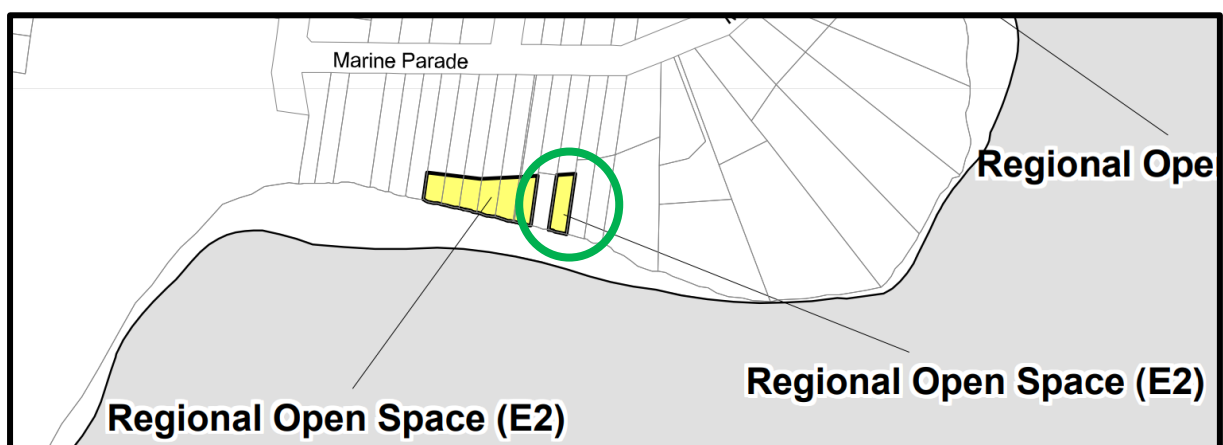 Marine Parade
Regional Ope
Regional Open Space (E2)
Regional Open Space (E2)